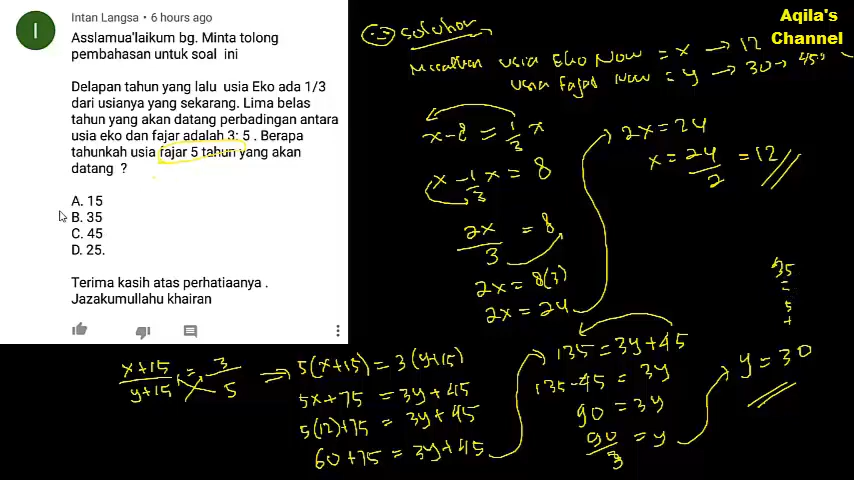 Intan Langsa • 6 hours ago
Asslamua'laikum bg. Minta tolong
pembahasan untuk soal ini
Delapan tahun yang lalu usia Eko ada 1/3
dari usianya yang sekarang. Lima belas
tahun yang akan datang perbadingan antara
usia eko dan fajar adalah 3: 5 . Berapa
tahunkah usia fajar 5 tahun yang akan
datang ?
A. 15
B. 35
C. 45
D. 25.
Terima kasih atas perhatiaanya .
Jazakumullahu khairan
Aqila's
Channel
Misalkan usia Eko Now = x → 12
usia Fajar Now = y → 30 → 45
x - 8 = 1/3 x
x - 1/3 x = 8
2x/3 = 8
2x = 8(3)
2x = 24
2x = 24
x = 24/2 = 12
x+15/y+15 = 3/5
⇒ 5(x+15) = 3(y+15)
5x + 75 = 3y + 45
5(12) + 75 = 3y + 45
60 + 75 = 3y + 45
135 = 3y + 45
135 - 45 = 3y
90 = 3y
90/3 = y
y = 30
35
=
5
+